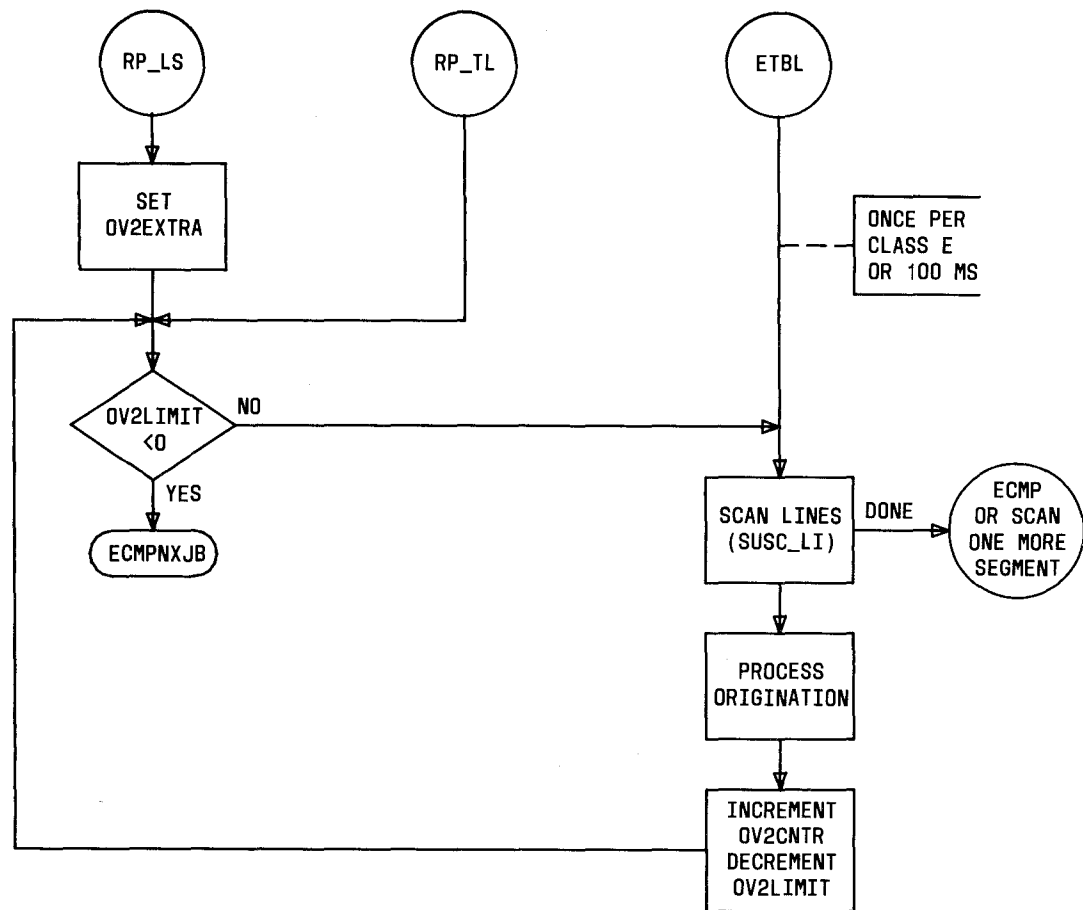 RP_LS
RP_TL
ETBL
SET
OV2EXTRA
ONCE PER
CLASS E
OR 100 MS
OV2LIMIT
<0
NO
YES
ECMPNXJB
SCAN LINES
(SUSC_LI)
DONE
ECMP
OR SCAN
ONE MORE
SEGMENT
PROCESS
ORIGINATION
INCREMENT
OV2CNTR
DECREMENT
OV2LIMIT